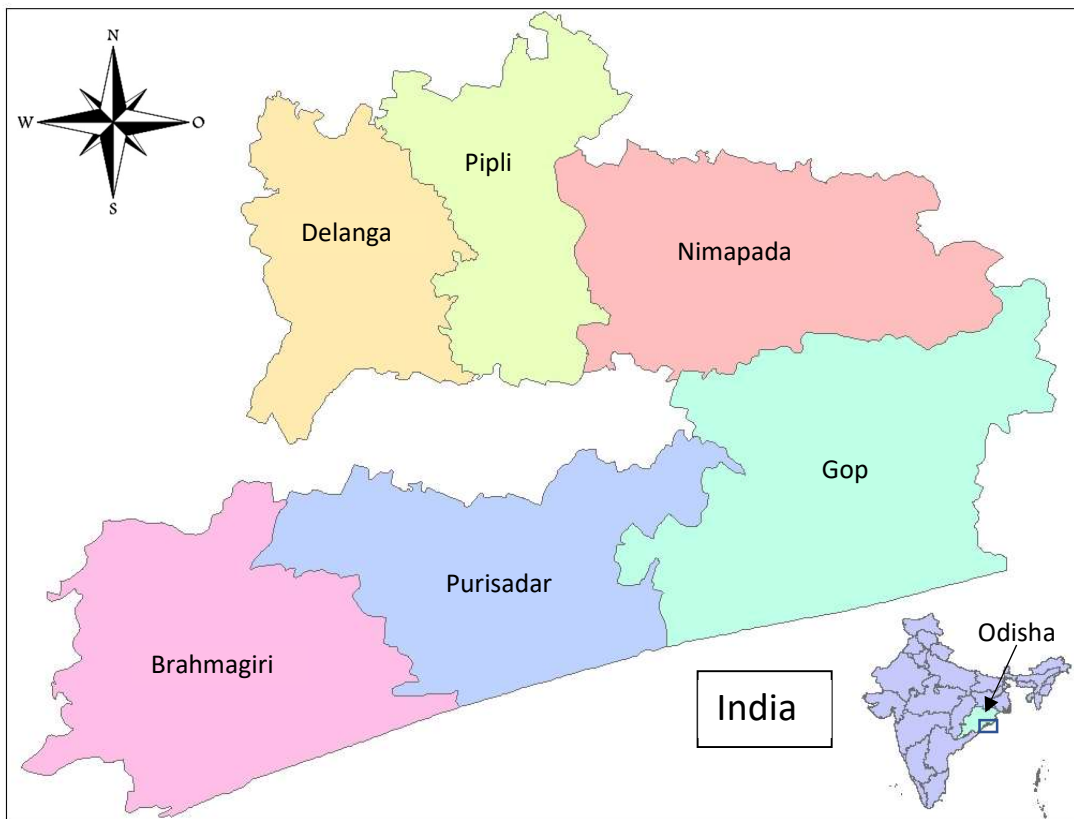 N
W
O
S
Pipli
Delanga
Nimapada
Gop
Purisadar
Brahmagiri
Odisha
India